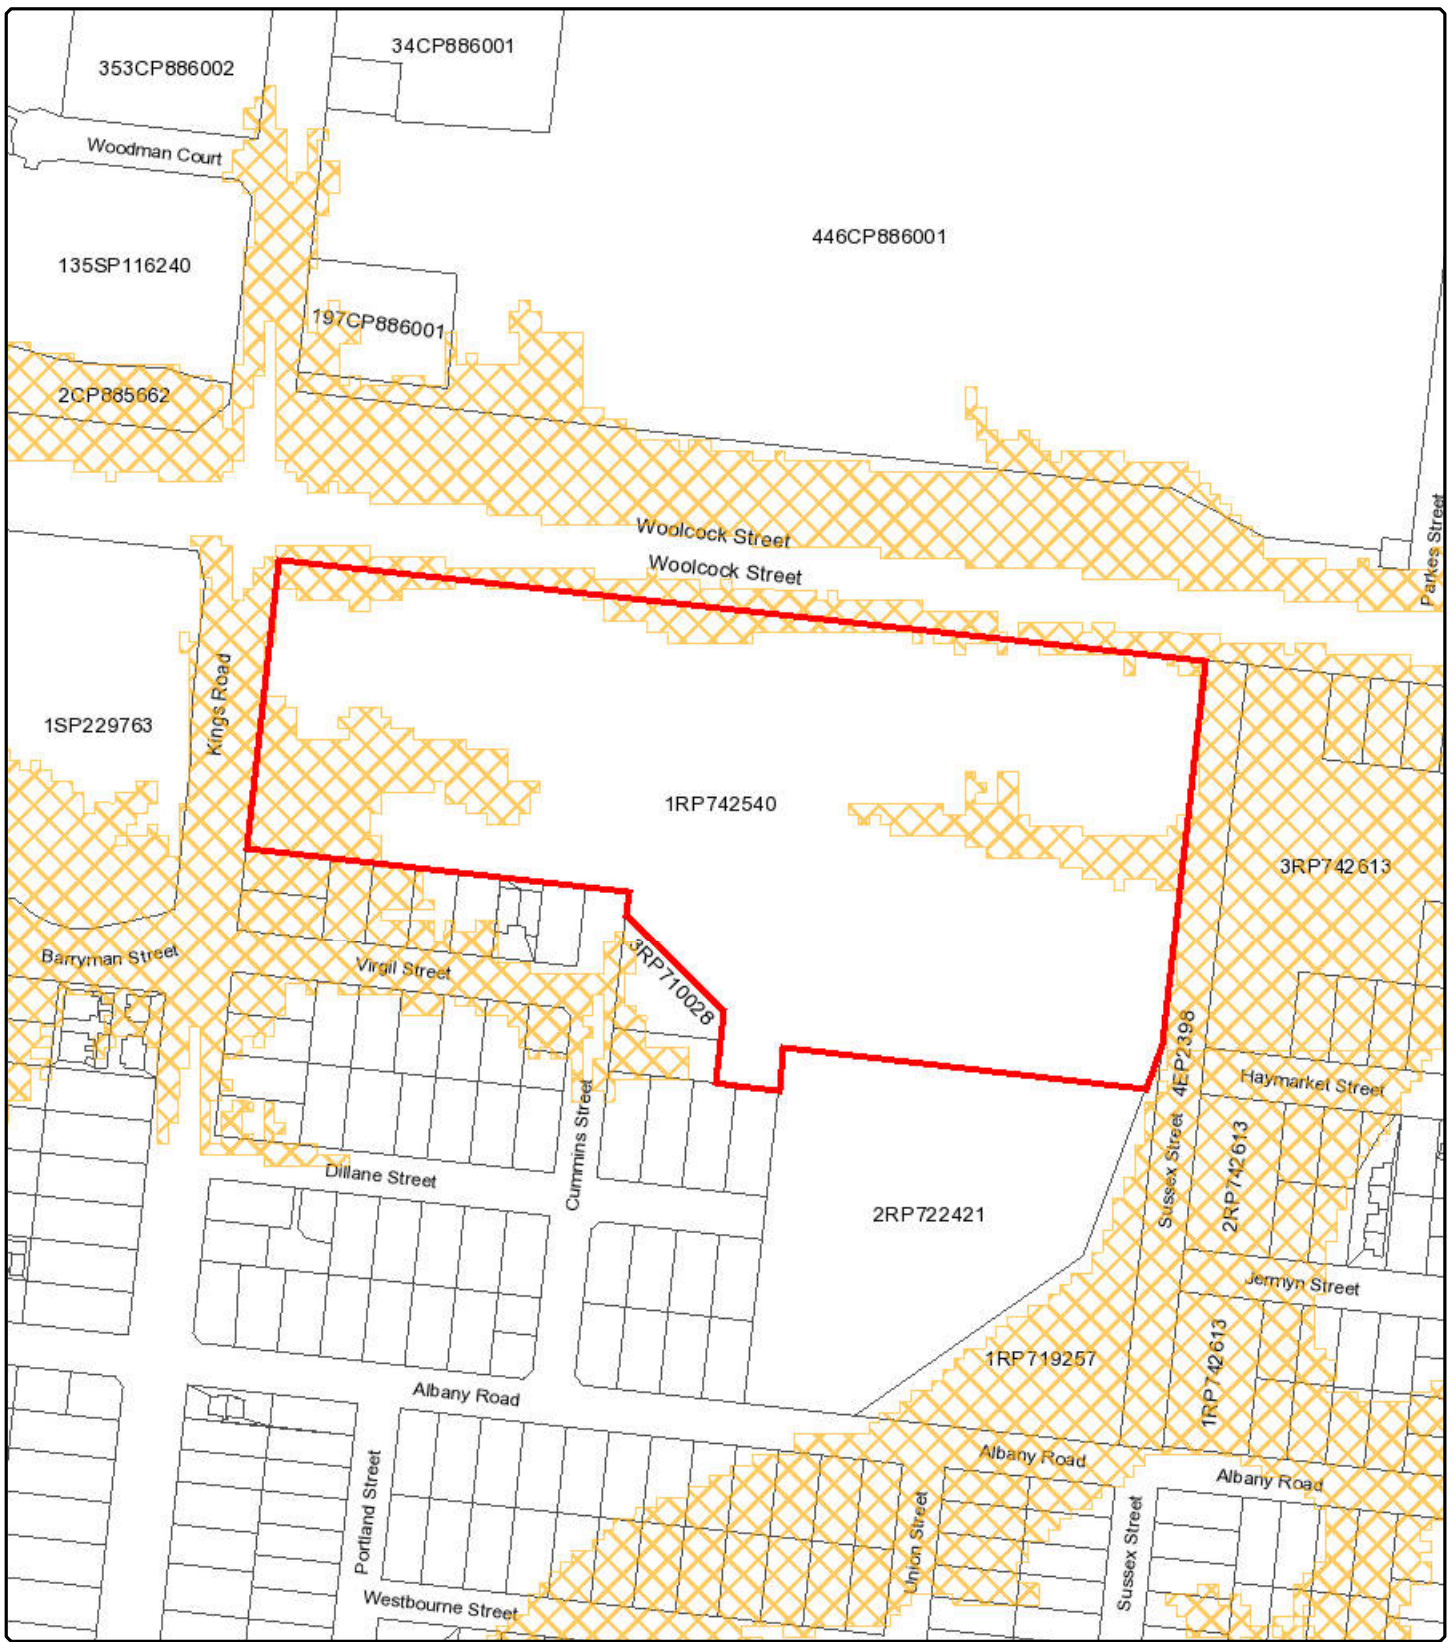 34CP886001
353CP886002
Woodman Court
446CP886001
135SP116240
197CP886001
2CP885662
Woolcock Street
Woolcock Street
Parkes Street
Kings Road
1SP229763
1RP742540
3RP742613
Barryman Street
Virgil Street
3RP710028
4EP2398
Haymarket Street
Cummins Street
Sussex Street
2RP742613
Dillane Street
2RP722421
Jermyn Street
1RP719257
1RP742613
Albany Road
Albany Road
Albany Road
Portland Street
Union Street
Sussex Street
Westbourne Street